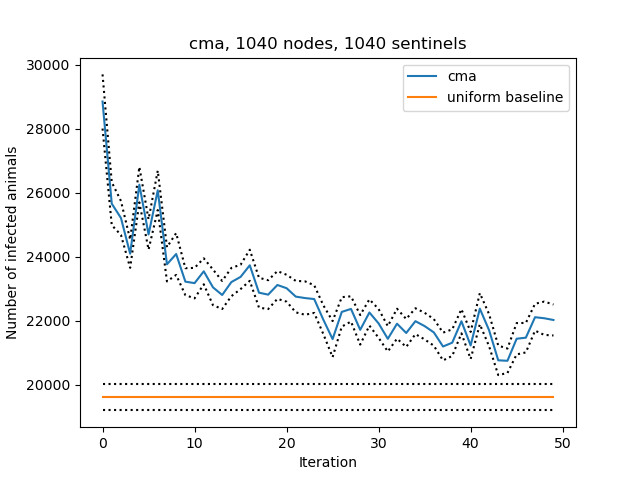 cma, 1040 nodes, 1040 sentinels
30000
28000
26000
24000
22000
20000
Number of infected animals
cma
uniform baseline
0
10
20
30
40
50
Iteration